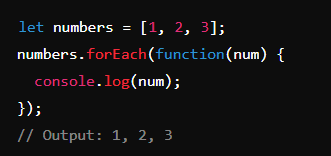 let numbers = [1, 2, 3];
numbers.forEach(function(num) {
  console.log(num);
});
// Output: 1, 2, 3